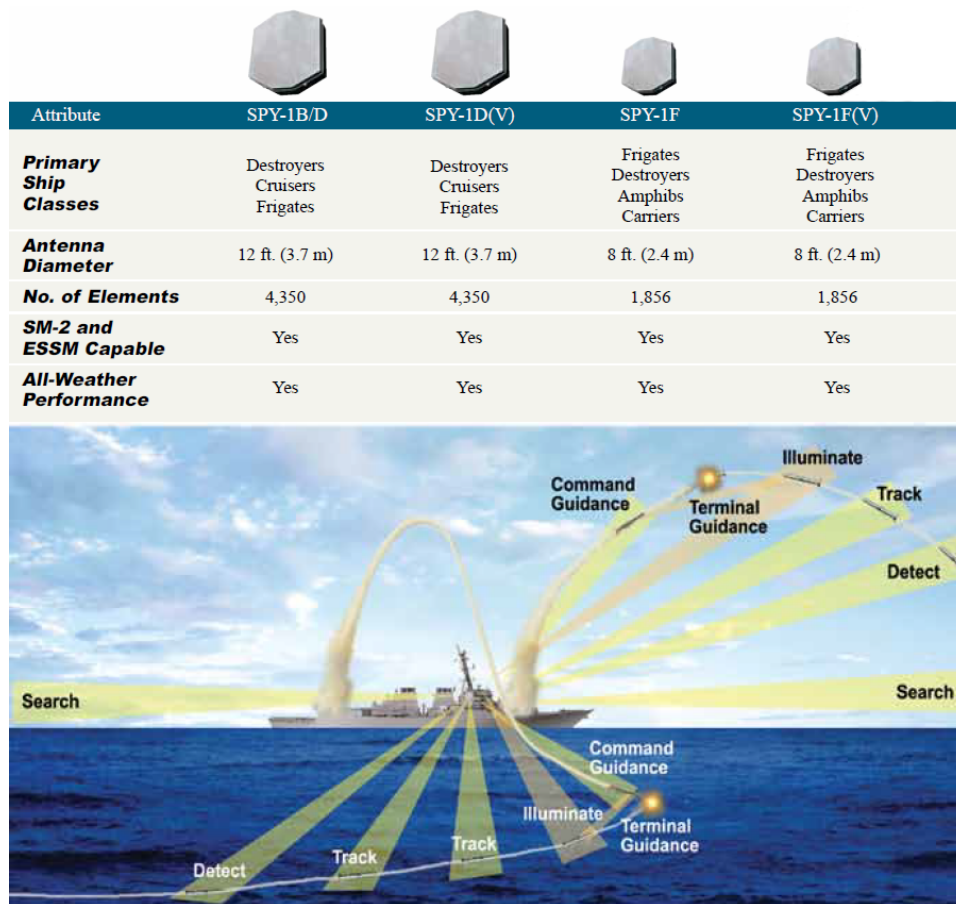 Attribute SPY-1B/D SPY-1D(V) SPY-1F SPY-1F(V)
Primary
Ship
Classes
Destroyers
Cruisers
Frigates
Destroyers
Cruisers
Frigates
Frigates
Destroyers
Amphibs
Carriers
Frigates
Destroyers
Amphibs
Carriers
Antenna
Diameter
12 ft. (3.7 m) 12 ft. (3.7 m) 8 ft. (2.4 m) 8 ft. (2.4 m)
No. of Elements 4,350 4,350 1,856 1,856
SM-2 and
ESSM Capable
Yes Yes Yes Yes
All-Weather
Performance
Yes Yes Yes Yes
Illuminate
Command
Guidance
Track
Terminal
Guidance
Detect
Search
Search
Command
Guidance
Illuminate
Terminal
Guidance
Track
Track
Detect